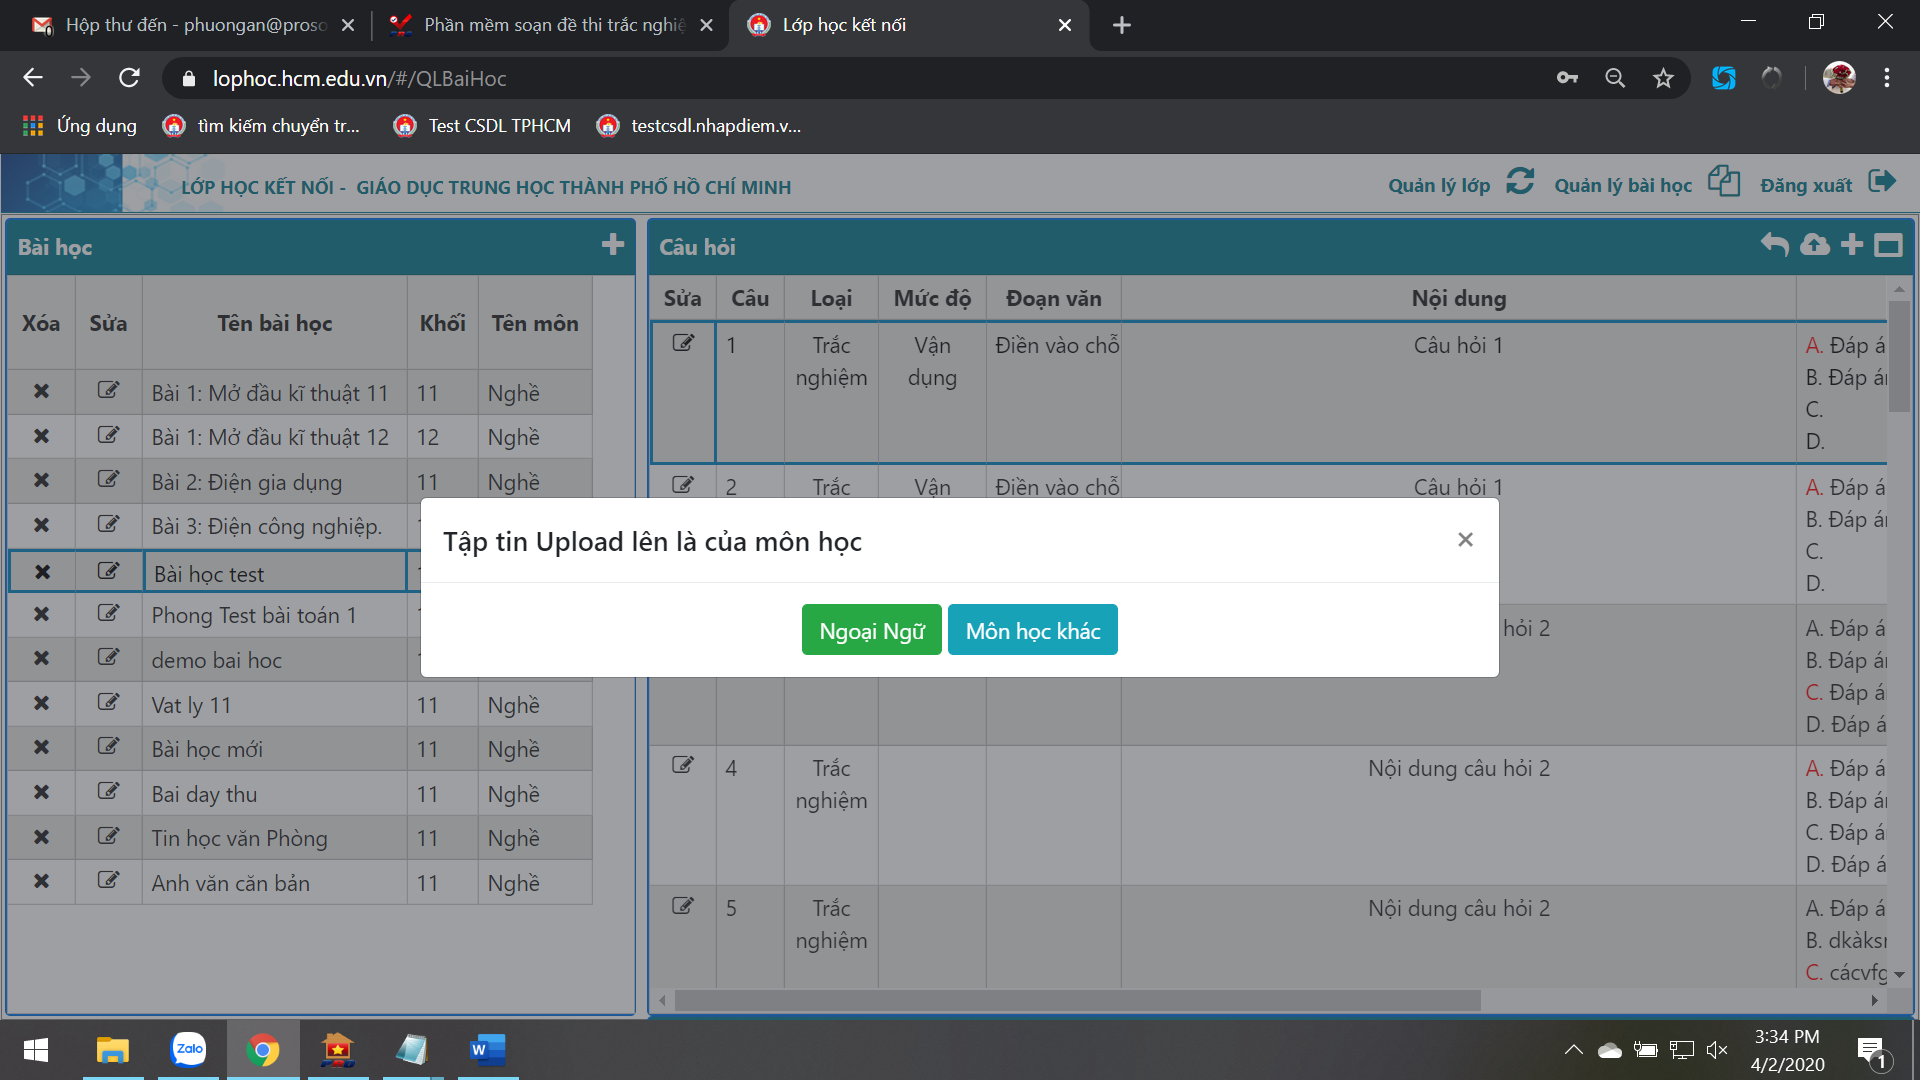 Hộp thư đến - phuongan@proso
Phần mềm soạn đề thi trắc nghiệ
Lớp học kết nối
lophoc.hcm.edu.vn/#/QLBaiHoc
Ứng dụng
tìm kiếm chuyển tr...
Test CSDL TPHCM
testcsdl.nhapdiem.v...
LỚP HỌC KẾT NỐI - GIÁO DỤC TRUNG HỌC THÀNH PHỐ HỒ CHÍ MINH
Quản lý lớp
Quản lý bài học
Đăng xuất
Bài học
Xóa Sửa Tên bài học Khối Tên môn
Bài 1: Mở đầu kĩ thuật 11 11 Nghề
Bài 1: Mở đầu kĩ thuật 12 12 Nghề
Bài 2: Điện gia dụng 11 Nghề
Bài 3: Điện công nghiệp.
Bài học test
Phong Test bài toán 1
demo bai hoc
Vat ly 11 11 Nghề
Bài học mới 11 Nghề
Bai day thu 11 Nghề
Tin học văn Phòng 11 Nghề
Anh văn căn bản 11 Nghề
Câu hỏi
Sửa Câu Loại Mức độ Đoạn văn Nội dung
1 Trắc Vận Điền vào chỗ Câu hỏi 1 A. Đáp á
nghiệm dụng B. Đáp á
C.
D.
2 Trắc Vận Điền vào chỗ Câu hỏi 1 A. Đáp á
B. Đáp á
C.
D.
hỏi 2 A. Đáp á
B. Đáp á
C. Đáp á
D. Đáp á
4 Trắc Nội dung câu hỏi 2 A. Đáp á
nghiệm B. Đáp á
C. Đáp á
D. Đáp á
5 Trắc Nội dung câu hỏi 2 A. Đáp á
nghiệm B. dkàksr
C. cácvfg
Tập tin Upload lên là của môn học
×
Ngoại Ngữ
Môn học khác
Zalo
PRO
W
3:34 PM
4/2/2020
1